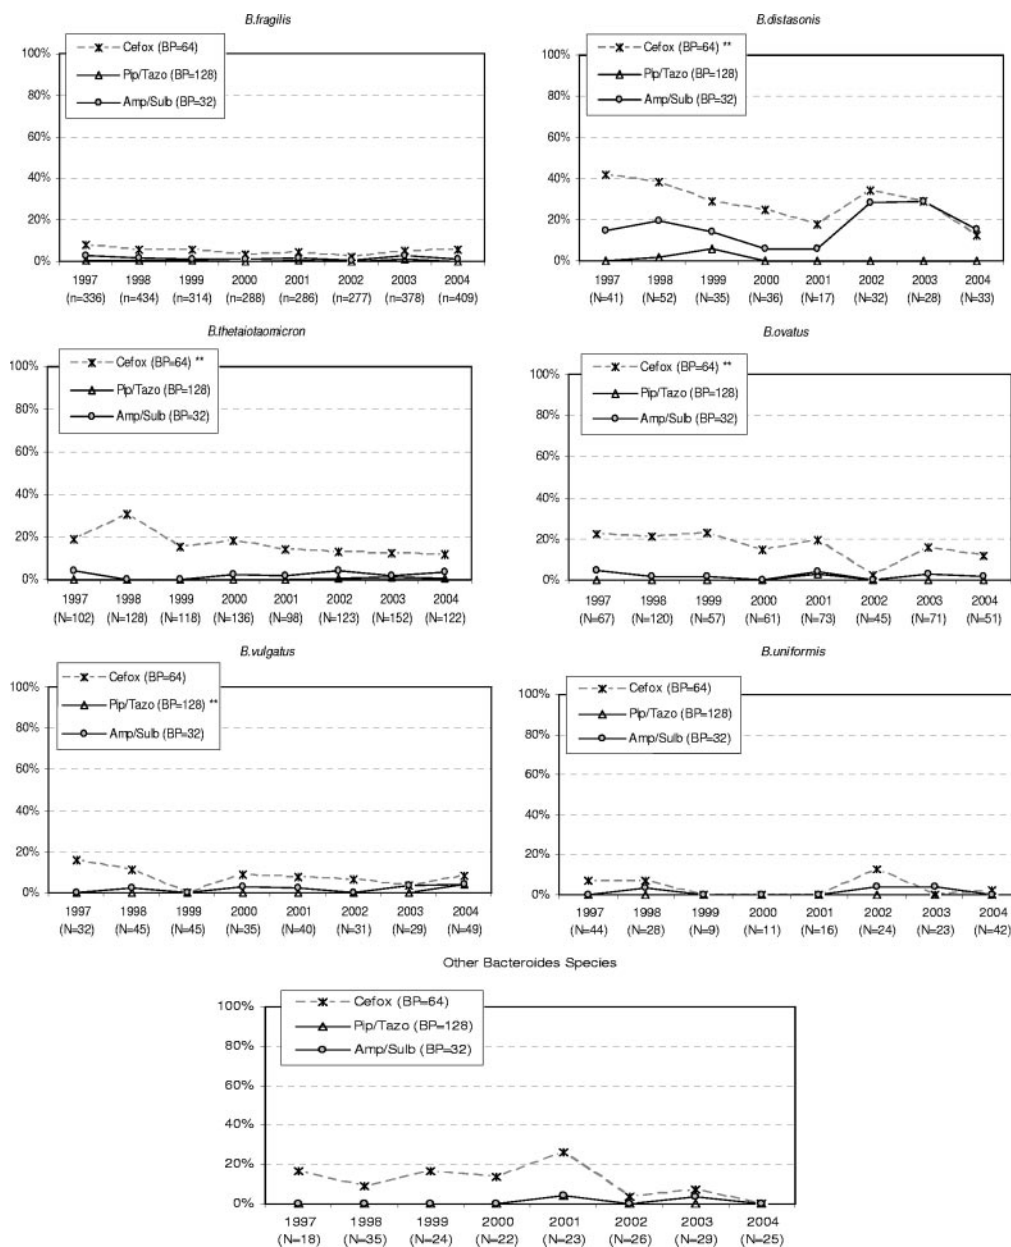 B.fragilis
Cefox (BP=64)
Pip/Tazo (BP=128)
Amp/Sulb (BP=32)
100%
80%
60%
40%
20%
0%
1997 1998 1999 2000 2001 2002 2003 2004
(n=336) (n=434) (n=314) (n=288) (n=286) (n=277) (n=378) (n=409)
B.distasonis
Cefox (BP=64) **
Pip/Tazo (BP=128)
Amp/Sulb (BP=32)
100%
80%
60%
40%
20%
0%
1997 1998 1999 2000 2001 2002 2003 2004
(N=41) (N=52) (N=35) (N=36) (N=17) (N=32) (N=28) (N=33)
B.thetaiotaomicron
Cefox (BP=64) **
Pip/Tazo (BP=128)
Amp/Sulb (BP=32)
100%
80%
60%
40%
20%
0%
1997 1998 1999 2000 2001 2002 2003 2004
(N=102) (N=128) (N=118) (N=136) (N=98) (N=123) (N=152) (N=122)
B.ovatus
Cefox (BP=64) **
Pip/Tazo (BP=128)
Amp/Sulb (BP=32)
100%
80%
60%
40%
20%
0%
1997 1998 1999 2000 2001 2002 2003 2004
(N=67) (N=120) (N=57) (N=61) (N=73) (N=45) (N=71) (N=51)
B.vulgatus
Cefox (BP=64)
Pip/Tazo (BP=128) **
Amp/Sulb (BP=32)
100%
80%
60%
40%
20%
0%
1997 1998 1999 2000 2001 2002 2003 2004
(N=32) (N=45) (N=45) (N=35) (N=40) (N=31) (N=29) (N=49)
B.uniformis
Cefox (BP=64)
Pip/Tazo (BP=128)
Amp/Sulb (BP=32)
100%
80%
60%
40%
20%
0%
1997 1998 1999 2000 2001 2002 2003 2004
(N=44) (N=28) (N=9) (N=11) (N=16) (N=24) (N=23) (N=42)
Other Bacteroides Species
Cefox (BP=64)
Pip/Tazo (BP=128)
Amp/Sulb (BP=32)
100%
80%
60%
40%
20%
0%
1997 1998 1999 2000 2001 2002 2003 2004
(N=18) (N=35) (N=24) (N=22) (N=23) (N=26) (N=29) (N=25)